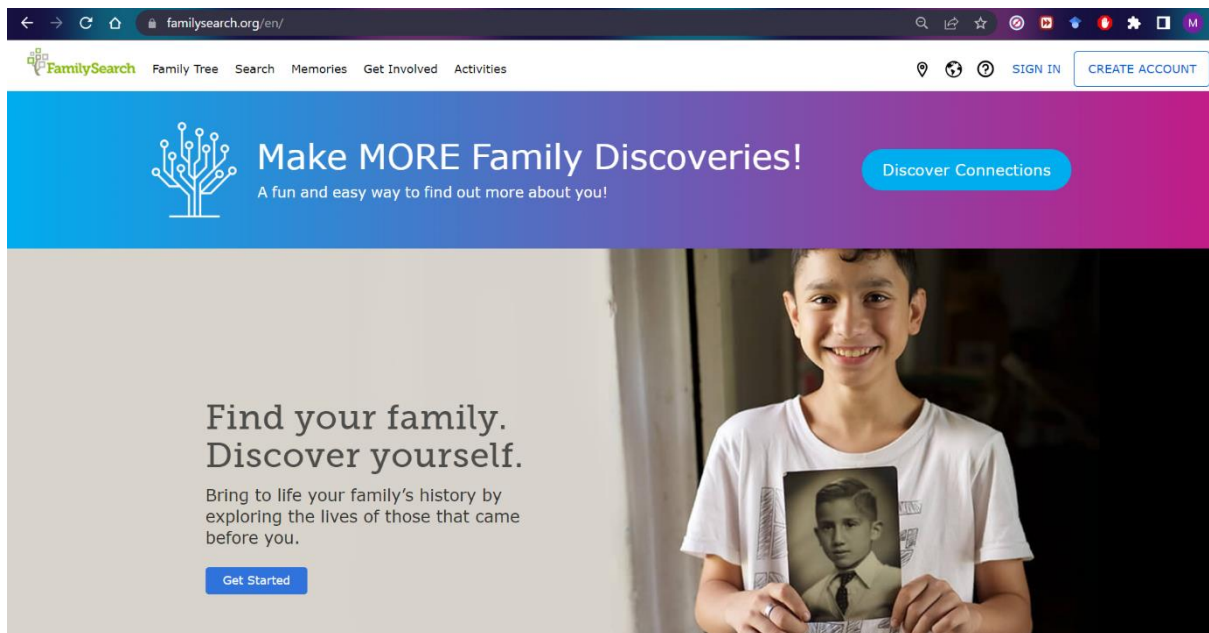 familysearch.org/en/
M
FamilySearch Family Tree Search Memories Get Involved Activities SIGN IN CREATE ACCOUNT
Make MORE Family Discoveries!
A fun and easy way to find out more about you!
Discover Connections
Find your family.
Discover yourself.
Bring to life your family’s history by
exploring the lives of those that came
before you.
Get Started